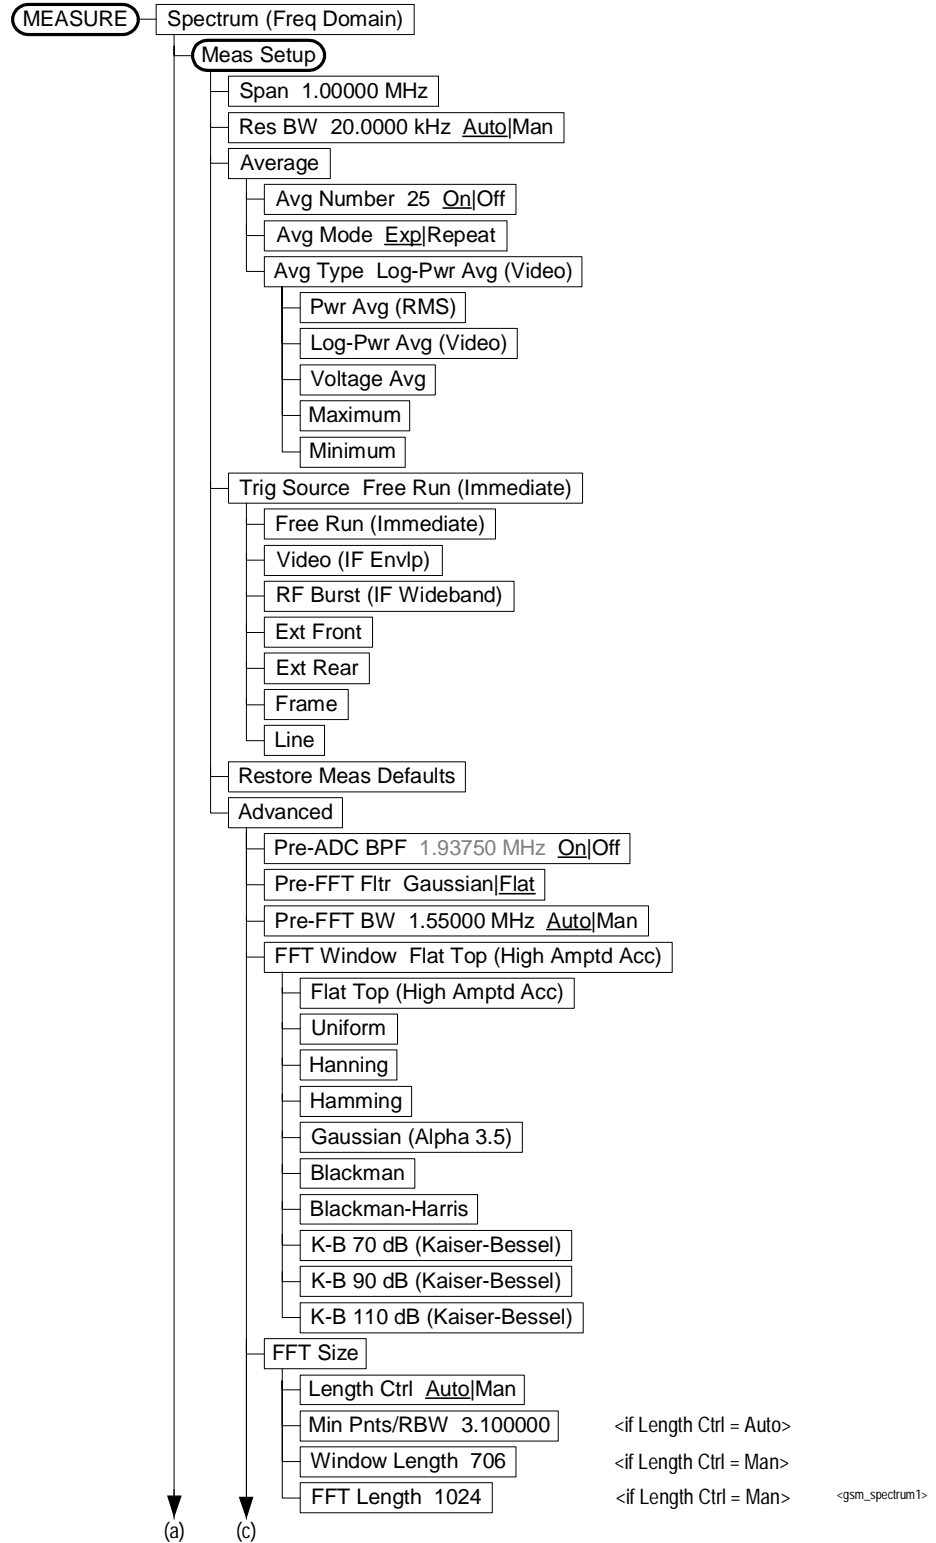 MEASURE Spectrum (Freq Domain)
Meas Setup
Span 1.00000 MHz
Res BW 20.0000 kHz Auto|Man
Average
Avg Number 25 On|Off
Avg Mode Exp|Repeat
Avg Type Log-Pwr Avg (Video)
Pwr Avg (RMS)
Log-Pwr Avg (Video)
Voltage Avg
Maximum
Minimum
Trig Source Free Run (Immediate)
Free Run (Immediate)
Video (IF Envlp)
RF Burst (IF Wideband)
Ext Front
Ext Rear
Frame
Line
Restore Meas Defaults
Advanced
Pre-ADC BPF 1.93750 MHz On|Off
Pre-FFT Fltr Gaussian|Flat
Pre-FFT BW 1.55000 MHz Auto|Man
FFT Window Flat Top (High Amptd Acc)
Flat Top (High Amptd Acc)
Uniform
Hanning
Hamming
Gaussian (Alpha 3.5)
Blackman
Blackman-Harris
K-B 70 dB (Kaiser-Bessel)
K-B 90 dB (Kaiser-Bessel)
K-B 110 dB (Kaiser-Bessel)
FFT Size
Length Ctrl Auto|Man
Min Pnts/RBW 3.100000 <if Length Ctrl = Auto>
Window Length 706 <if Length Ctrl = Man>
FFT Length 1024 <if Length Ctrl = Man> <gsm_spectrum1>
(a) (c)